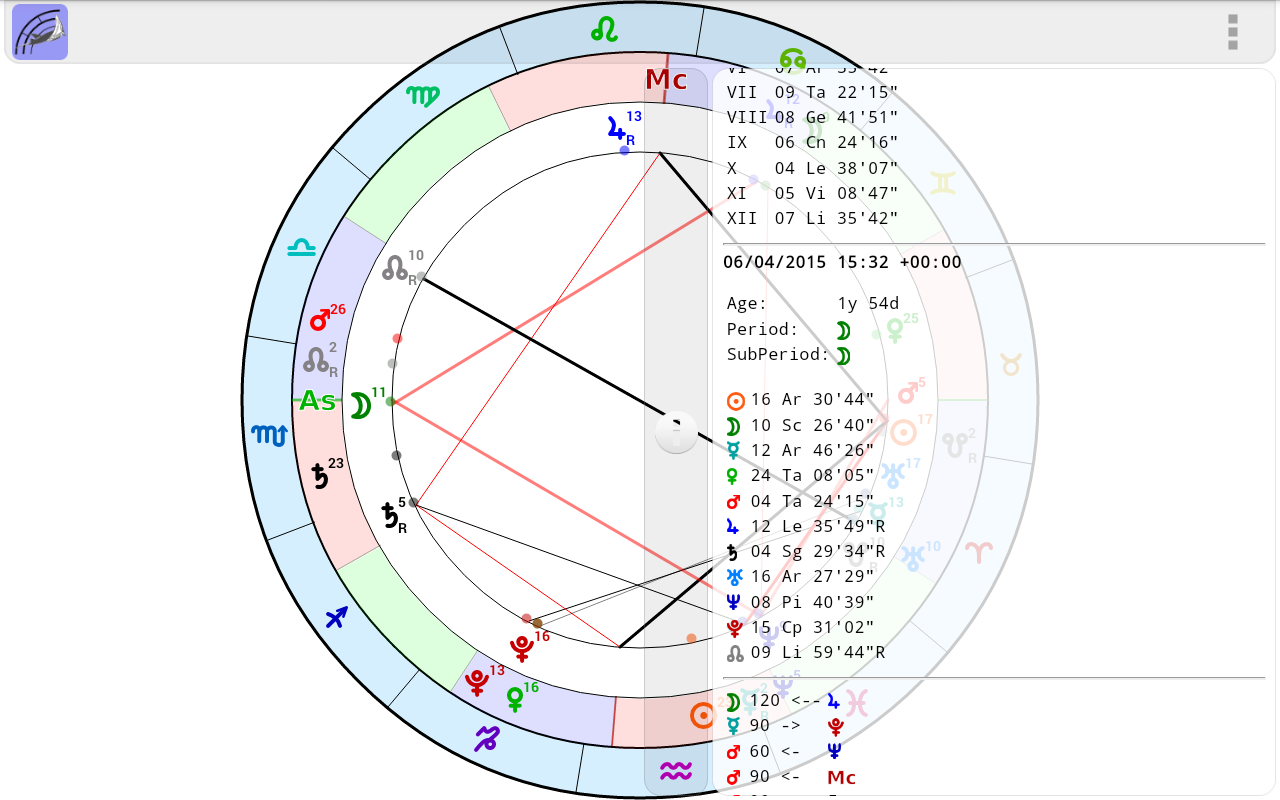 VI 07 Ar 35'42"
VII 09 Ta 22'15"
VIII 08 Ge 41'51"
IX 06 Cn 24'16"
X 04 Le 38'07"
XI 05 Vi 08'47"
XII 07 Li 35'42"
06/04/2015 15:32 +00:00
Age: 1y 54d
Period: ☽
SubPeriod: ☽
☉ 16 Ar 30'44"
☽ 10 Sc 26'40"
☿ 12 Ar 46'26"
♀ 24 Ta 08'05"
♂ 04 Ta 24'15"
♃ 12 Le 35'49"R
♄ 04 Sg 29'34"R
♅ 16 Ar 27'29"
♆ 08 Pi 40'39"
15 Cp 31'02"
☊ 09 Li 59'44"R
☽ 120 <-- ♃
☿ 90 ->
♂ 60 <- ♆
♂ 90 <- Mc
Mc
♃ 13 R
☊ 10 R
♂ 26
☊ 2 R
As ☽ 11
♄ 23
♄ 5 R
16
13
♀ 16
☉
♀ 25
♂ 5
☉ 17
☋ 2 R
♅ 17
☿ 13
♅ 10
♌
♋
♍
♎
♏
♐
♑
♒
♓
♈
♉
♊